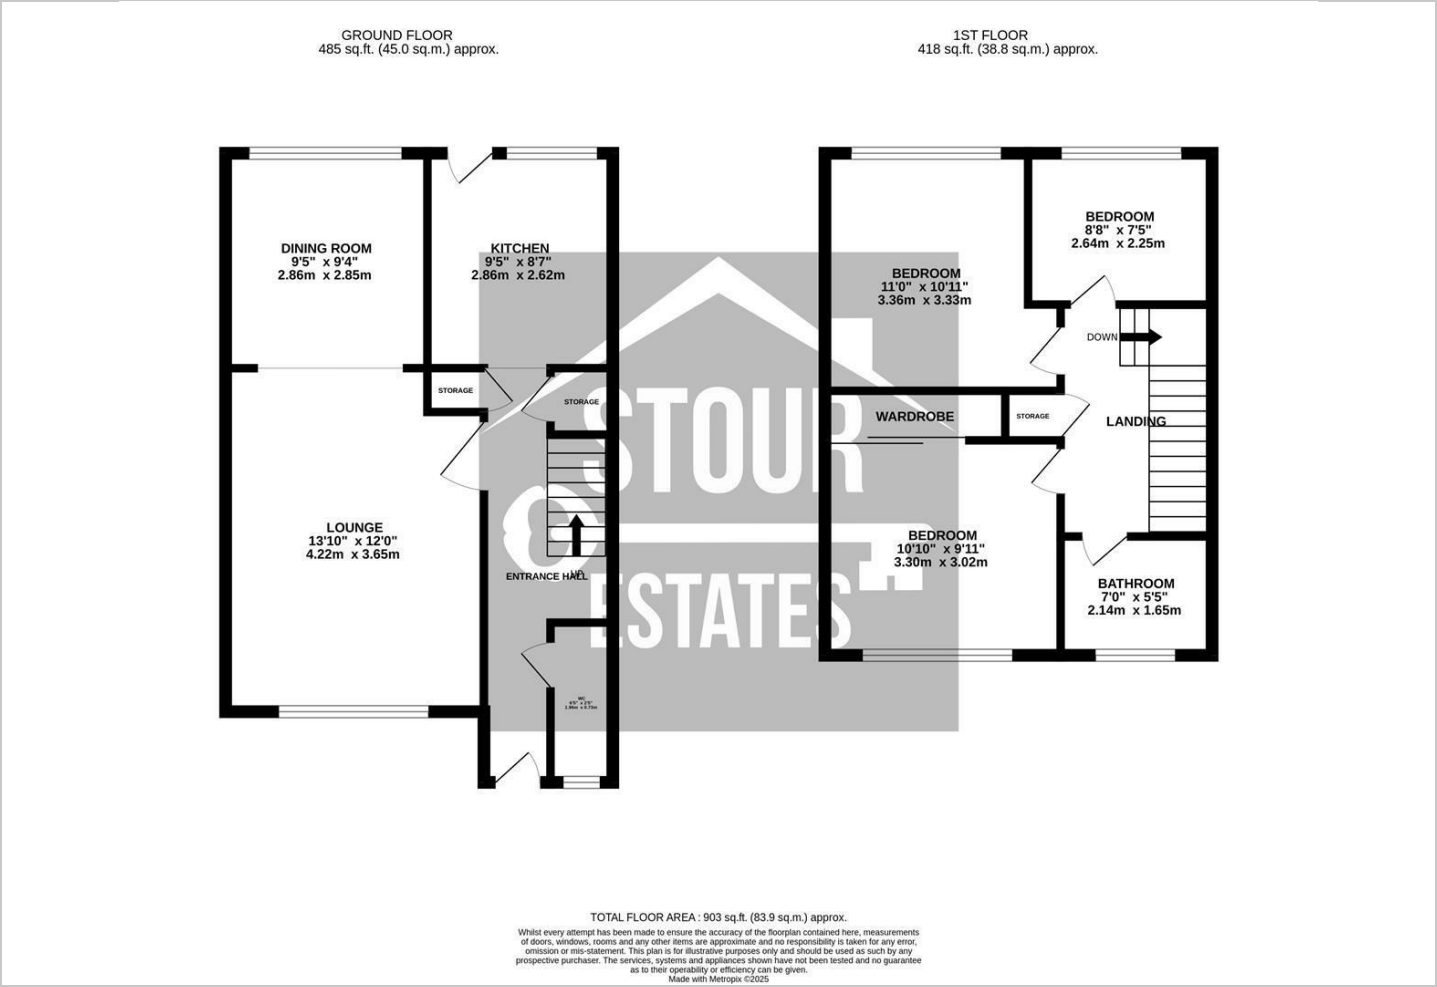 GROUND FLOOR
485 sq.ft. (45.0 sq.m.) approx.
1ST FLOOR
418 sq.ft. (38.8 sq.m.) approx.
DINING ROOM
9'5" x 9'4"
2.86m x 2.85m
KITCHEN
9'5" x 8'7"
2.86m x 2.62m
STORAGE
STORAGE
LOUNGE
13'10" x 12'0"
4.22m x 3.65m
UP
ENTRANCE HALL
WC
BEDROOM
8'8" x 7'5"
2.64m x 2.25m
BEDROOM
11'0" x 10'11"
3.36m x 3.33m
DOWN
WARDROBE
STORAGE
LANDING
BEDROOM
10'10" x 9'11"
3.30m x 3.02m
BATHROOM
7'0" x 5'5"
2.14m x 1.65m
STOUR
ESTATES
TOTAL FLOOR AREA : 903 sq.ft. (83.9 sq.m.) approx.
Whilst every attempt has been made to ensure the accuracy of the floorplan contained here, measurements
of doors, windows, rooms and any other items are approximate and no responsibility is taken for any error,
omission or mis-statement. This plan is for illustrative purposes only and should be used as such by any
prospective purchaser. The services, systems and appliances shown have not been tested and no guarantee
as to their operability or efficiency can be given.
Made with Metropix ©2025